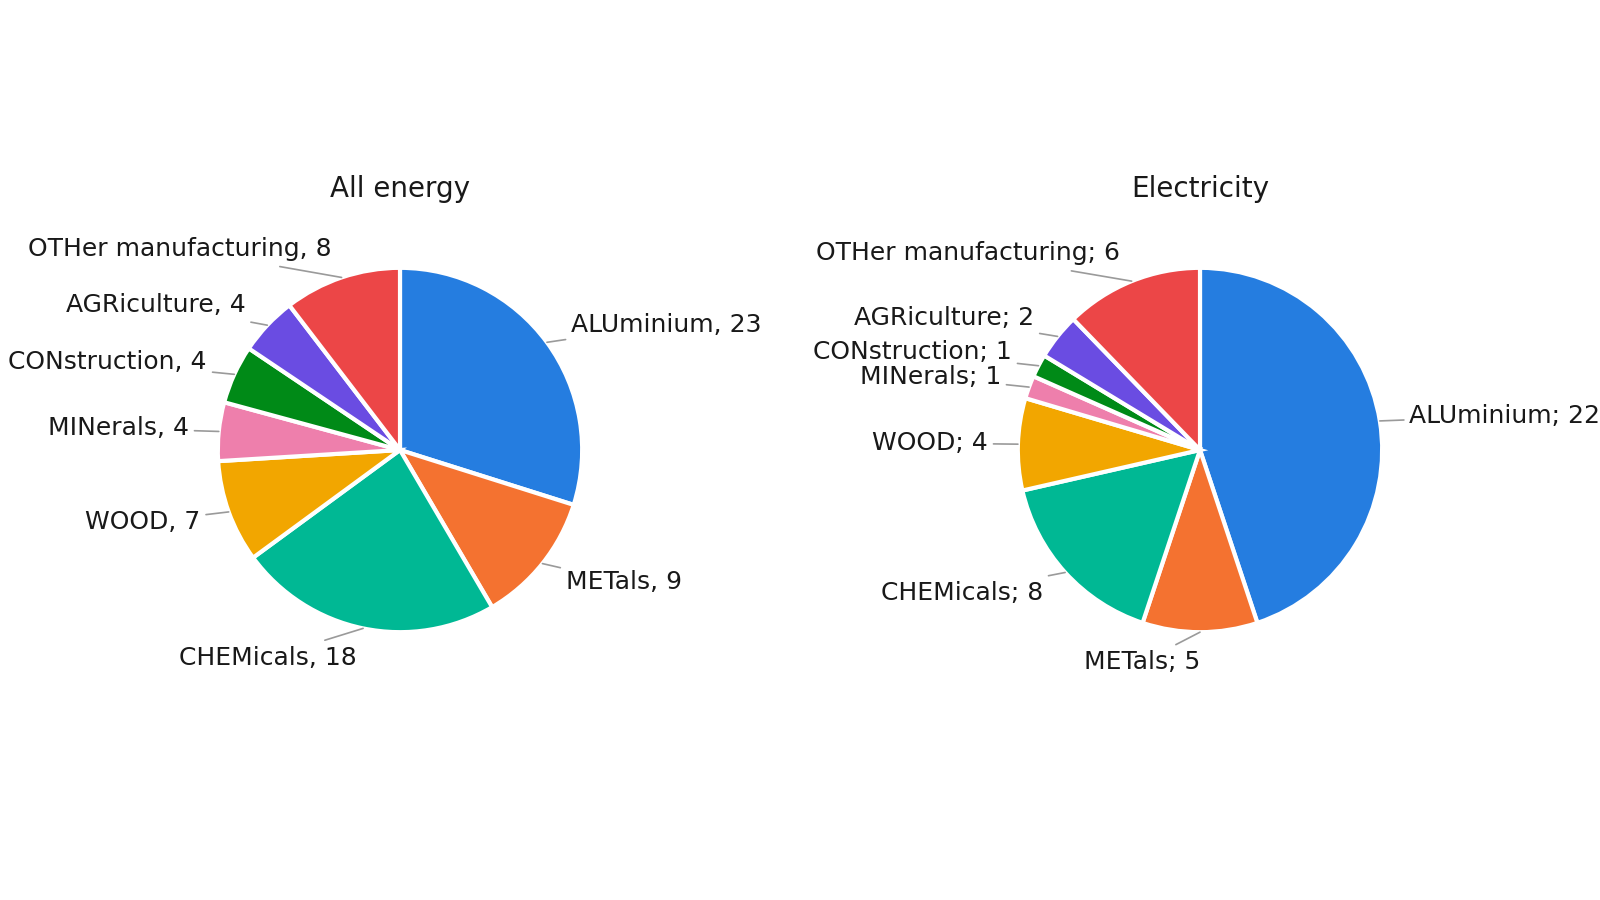 All energy
OTHer manufacturing, 8
AGRiculture, 4
ALUminium, 23
CONstruction, 4
MINerals, 4
WOOD, 7
METals, 9
CHEMicals, 18
Electricity
OTHer manufacturing; 6
AGRiculture; 2
CONstruction; 1
MINerals; 1
ALUminium; 22
WOOD; 4
CHEMicals; 8
METals; 5